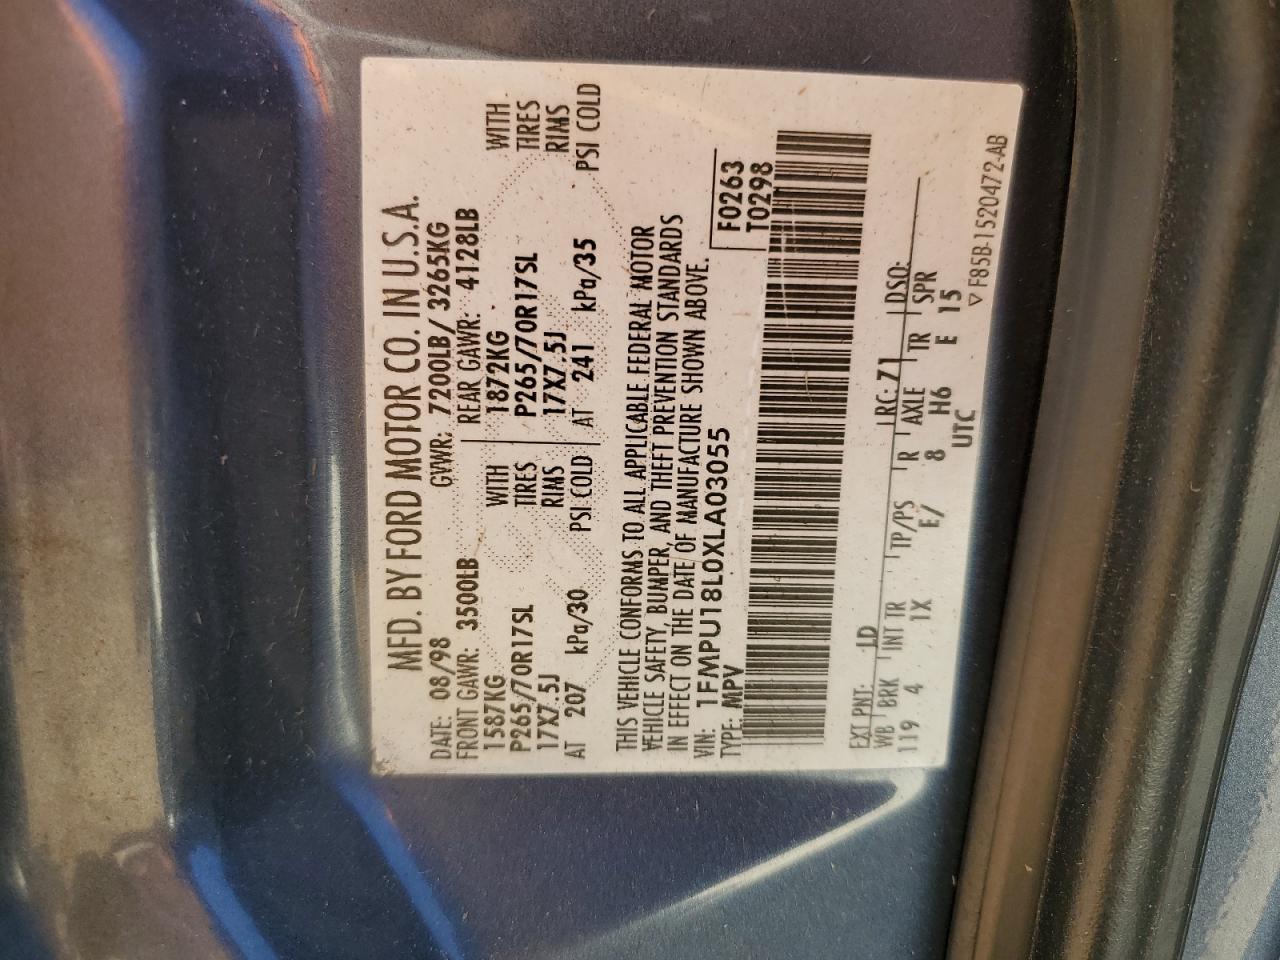 MFD. BY FORD MOTOR CO. IN U.S.A.
DATE: 08/98 GVWR: 7200LB/ 3265KG
FRONT GAWR: 3500LB REAR GAWR: 4128LB
1587KG WITH 1872KG WITH
P265/70R17SL TIRES P265/70R17SL TIRES
17X7.5J RIMS 17X7.5J RIMS
AT 207 kPa/30 PSI COLD AT 241 kPa/35 PSI COLD
THIS VEHICLE CONFORMS TO ALL APPLICABLE FEDERAL MOTOR
VEHICLE SAFETY, BUMPER, AND THEFT PREVENTION STANDARDS
IN EFFECT ON THE DATE OF MANUFACTURE SHOWN ABOVE.
VIN: 1FMPU18L0XLA03055 F0263
TYPE: MPV T0298
EXT PNT: LD RC: 71 DSO:
WB BRK INT TR TP/PS R AXLE TR SPR
119 4 1X E/ 8 H6 E 15
UTC
▽ F85B-1520472-AB